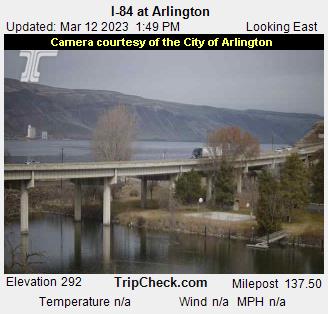 I-84 at Arlington
Updated: Mar 12 2023 1:49 PM Looking East
Camera courtesy of the City of Arlington
Elevation 292 TripCheck.com Milepost 137.50
Temperature n/a Wind n/a MPH n/a